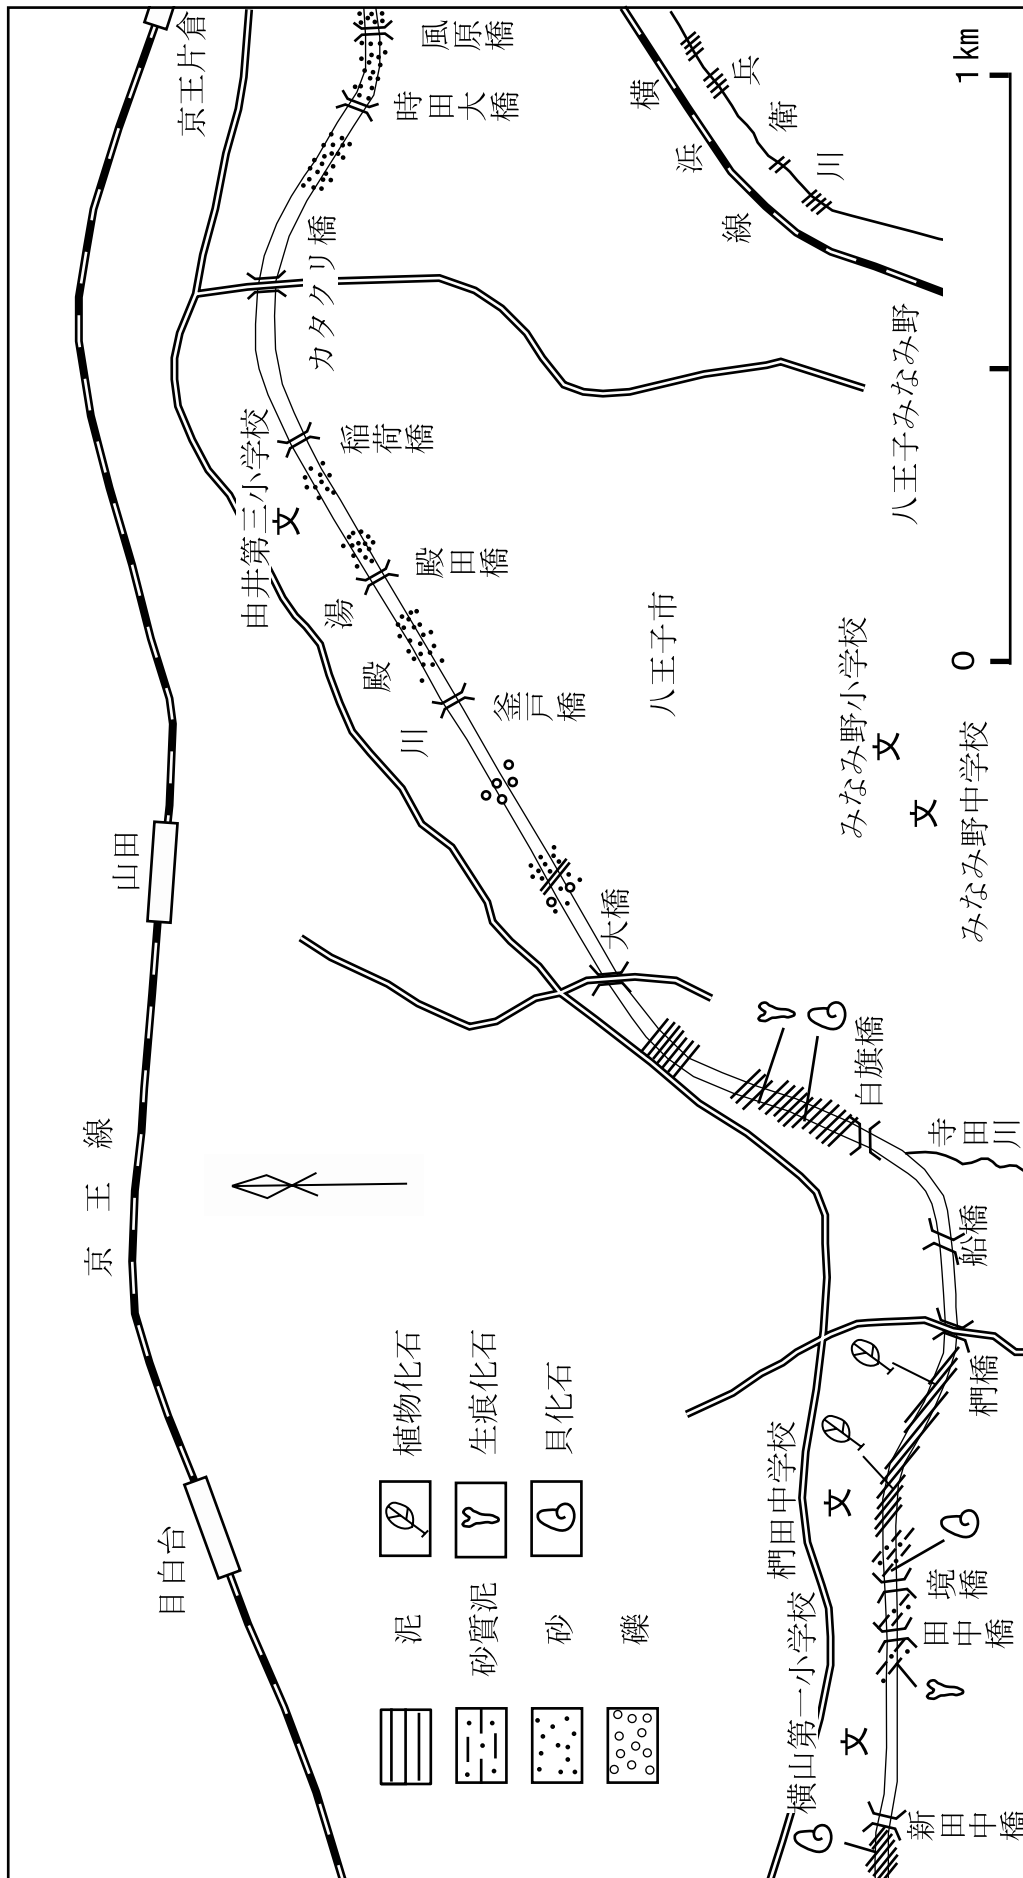 京王片倉
山田
京王線
目白台
風原橋
時田大橋
カタクリ橋
稲荷橋
由井第三小学校
文
殿田橋
湯殿川
釜戸橋
大橋
白旗橋
寺田川
船橋
椚橋
椚田中学校
文
境橋
田中橋
横山第一小学校
文
新田中橋
横浜線
兵衛川
八王子みなみ野
八王子市
みなみ野小学校
文
みなみ野中学校
文
泥
砂質泥
砂
礫
植物化石
生痕化石
貝化石
0
1km